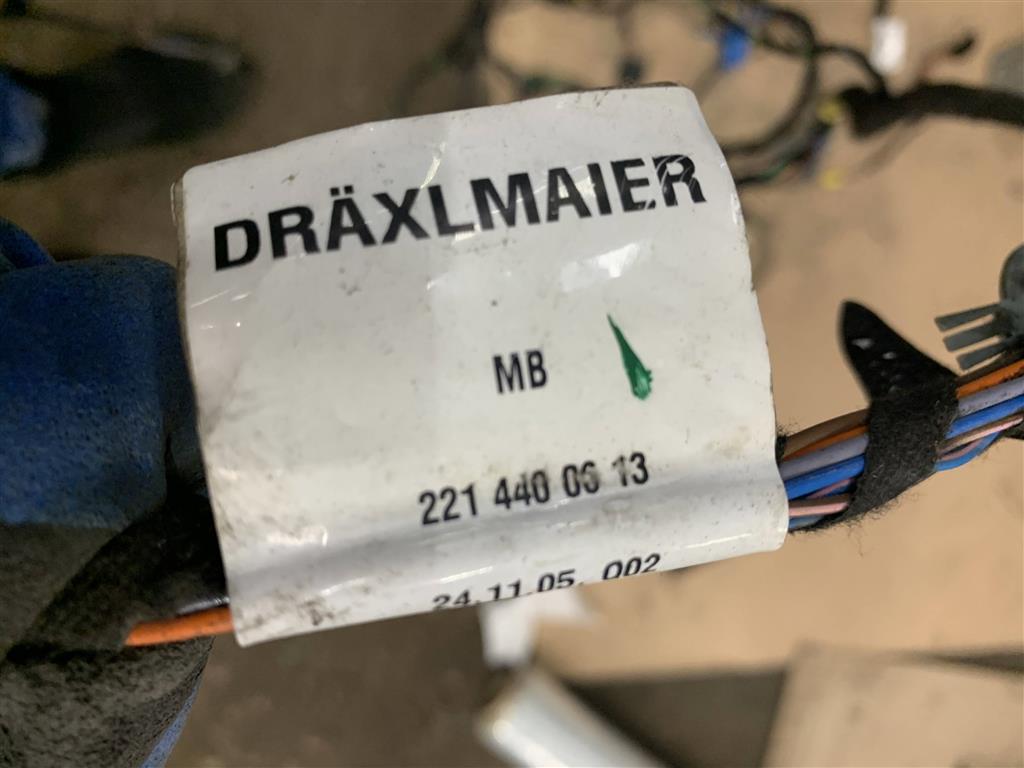 DRÄXLMAIER
MB
221 440 06 13
24.11.05. 002